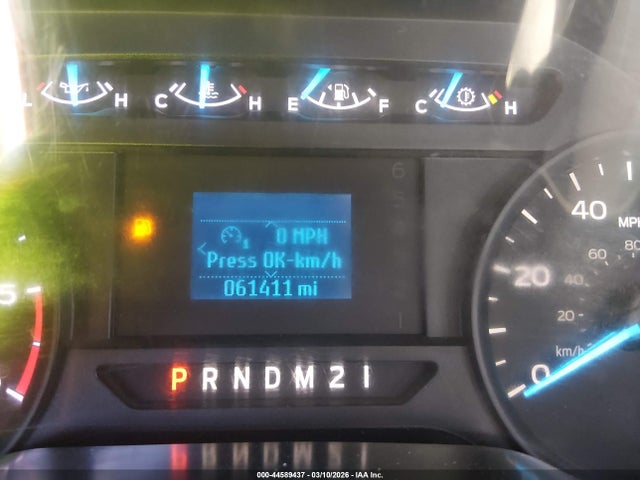 L H C H E F C H
0 MPH
Press OK-km/h
061411 mi
P R N D M 2 1
5
40 MPH
80
60
20 40
20
km/h
0
000-44589437 - 03/10/2026 - IAA Inc.